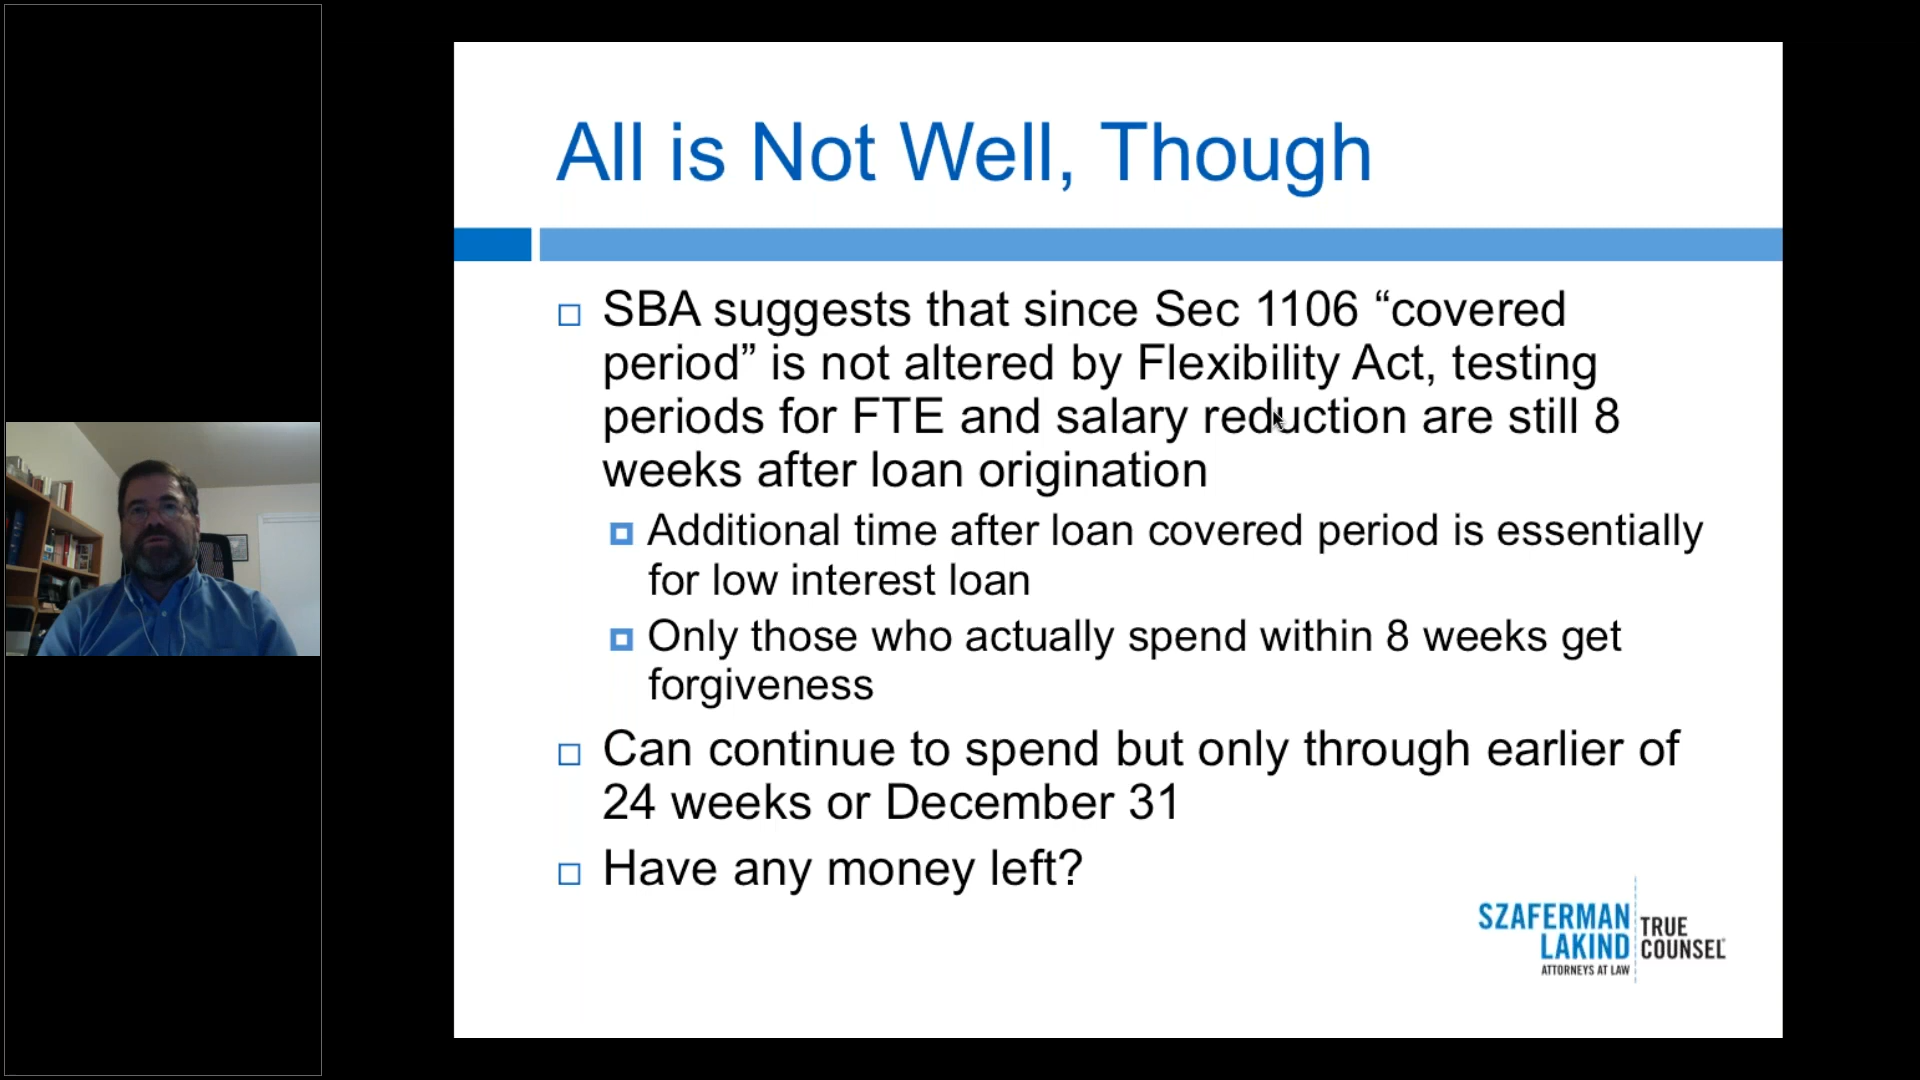 All is Not Well, Though
SBA suggests that since Sec 1106 “covered
period” is not altered by Flexibility Act, testing
periods for FTE and salary reduction are still 8
weeks after loan origination
Additional time after loan covered period is essentially
for low interest loan
Only those who actually spend within 8 weeks get
forgiveness
Can continue to spend but only through earlier of
24 weeks or December 31
Have any money left?
SZAFERMAN
LAKIND
ATTORNEYS AT LAW
TRUE
COUNSEL